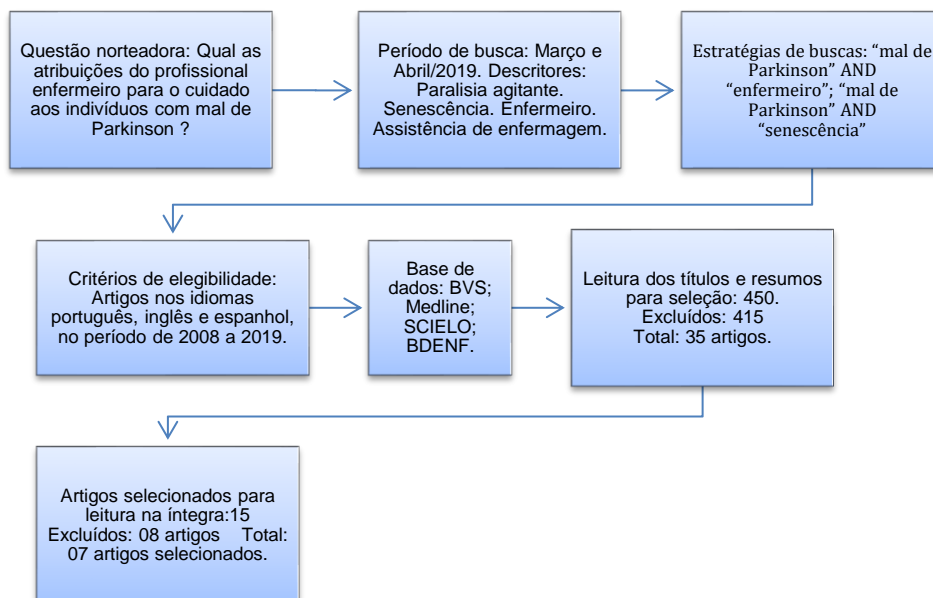 Questão norteadora: Qual as
atribuições do profissional
enfermeiro para o cuidado
aos indivíduos com mal de
Parkinson ?
Período de busca: Março e
Abril/2019. Descritores:
Paralisia agitante.
Senescência. Enfermeiro.
Assistência de enfermagem.
Estratégias de buscas: “mal de
Parkinson” AND
“enfermeiro”; “mal de
Parkinson” AND
“senescência”
Critérios de elegibilidade:
Artigos nos idiomas
português, inglês e espanhol,
no período de 2008 a 2019.
Base de
dados: BVS;
Medline;
SCIELO;
BDENF.
Leitura dos títulos e resumos
para seleção: 450.
Excluídos: 415
Total: 35 artigos.
Artigos selecionados para
leitura na íntegra:15
Excluídos: 08 artigos Total:
07 artigos selecionados.